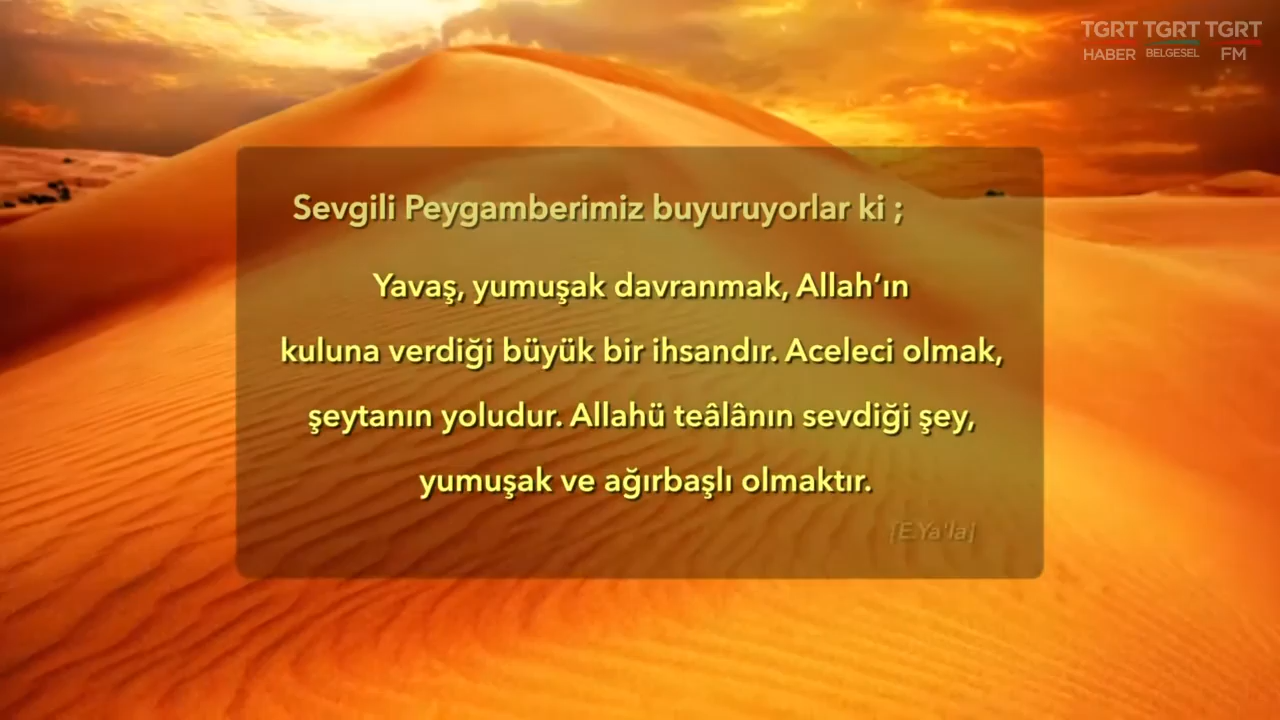 TGRT TGRT TGRT
HABER BELGESEL FM
Sevgili Peygamberimiz buyuruyorlar ki ;
Yavaş, yumuşak davranmak, Allah’ın
kuluna verdiği büyük bir ihsandır. Aceleci olmak,
şeytanın yoludur. Allahü teâlânın sevdiği şey,
yumuşak ve ağırbaşlı olmaktır.
[E.Ya'la]